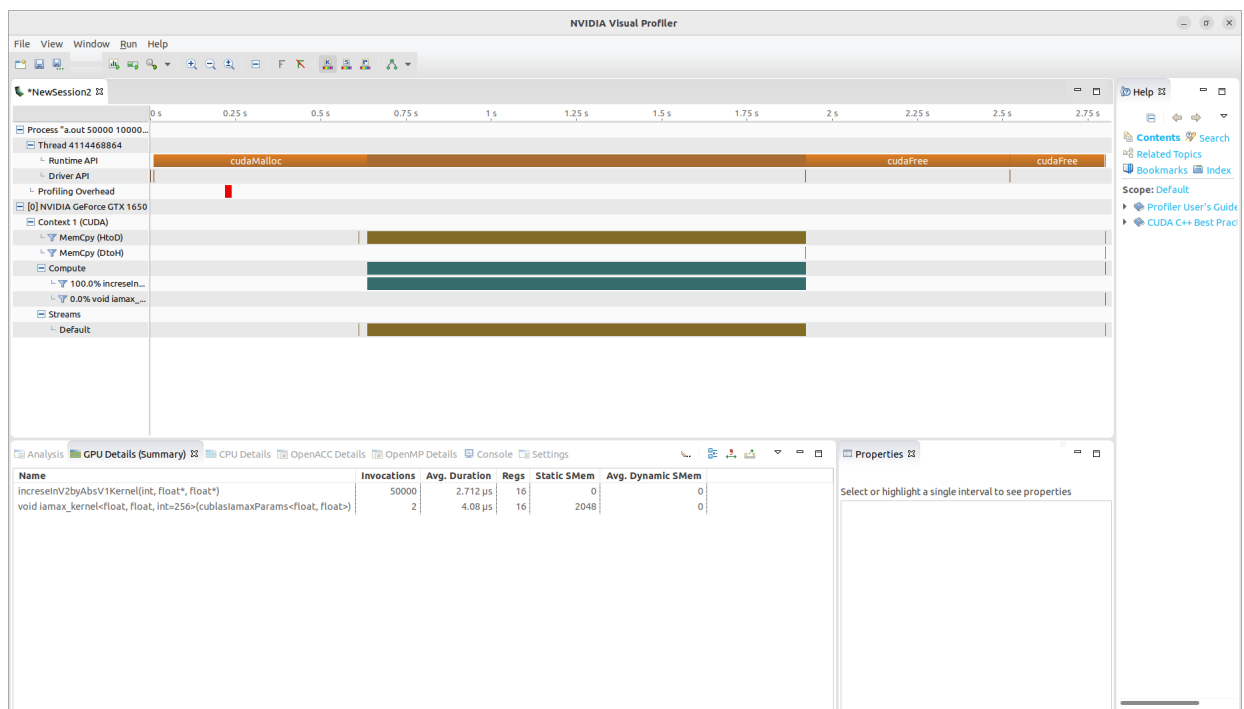 NVIDIA Visual Profiler
File View Window Run Help
*NewSession2
0 s 0.25 s 0.5 s 0.75 s 1 s 1.25 s 1.5 s 1.75 s 2 s 2.25 s 2.5 s 2.75 s
Process "a.out 50000 10000...
Thread 4114468864
Runtime API cudaMalloc cudaFree cudaFree
Driver API
Profiling Overhead
[0] NVIDIA GeForce GTX 1650
Context 1 (CUDA)
MemCpy (HtoD)
MemCpy (DtoH)
Compute
100.0% increseIn...
0.0% void iamax_...
Streams
Default
Help
Contents Search
Related Topics
Bookmarks Index
Scope: Default
Profiler User's Guide
CUDA C++ Best Prac
Analysis GPU Details (Summary) CPU Details OpenACC Details OpenMP Details Console Settings
Name Invocations Avg. Duration Regs Static SMem Avg. Dynamic SMem
increseInV2byAbsV1Kernel(int, float*, float*) 50000 2.712 µs 16 0 0
void iamax_kernel<float, float, int=256>(cublasIamaxParams<float, float>) 2 4.08 µs 16 2048 0
Properties
Select or highlight a single interval to see properties